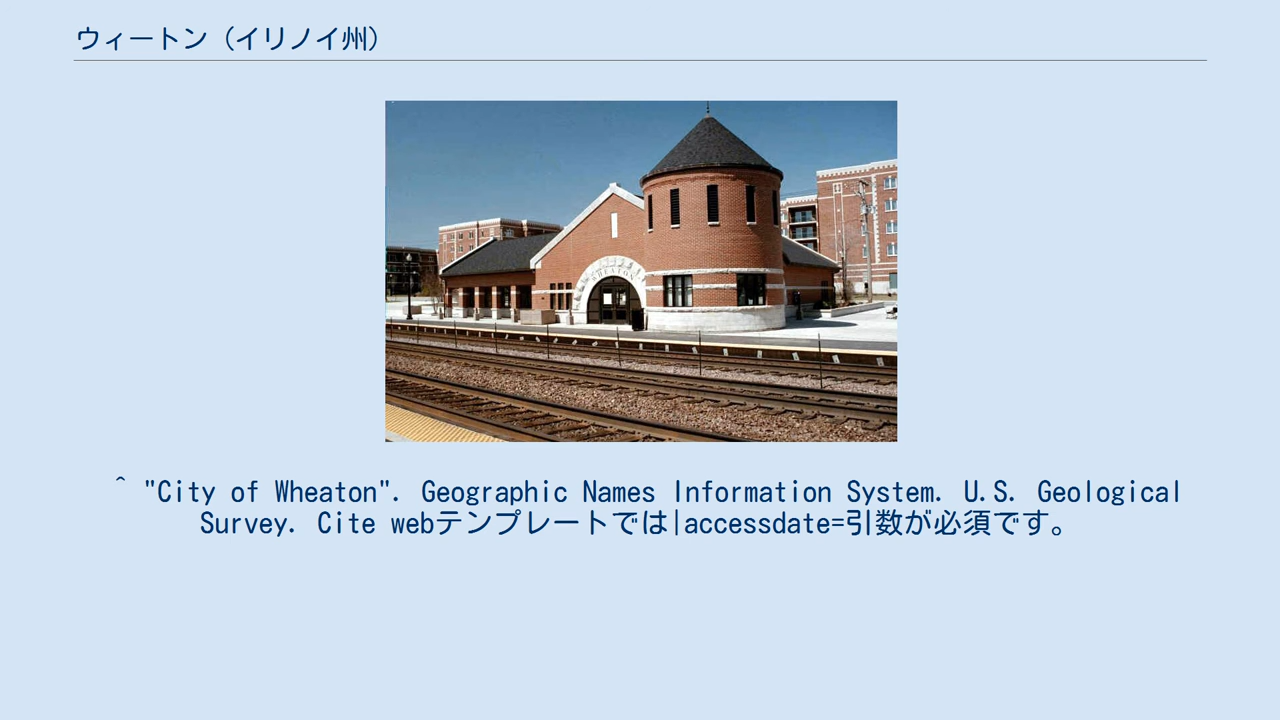 ウィートン（イリノイ州）
WHEATON
^ "City of Wheaton". Geographic Names Information System. U.S. Geological
Survey. Cite webテンプレートでは|accessdate=引数が必須です。